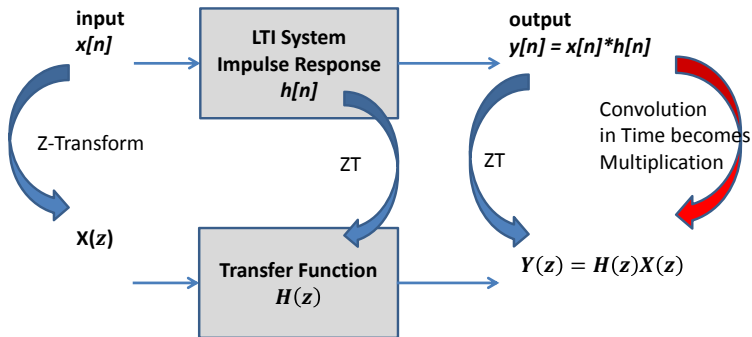 input
x[n]
LTI System
Impulse Response
h[n]
output
y[n] = x[n]*h[n]
Z-Transform
ZT
ZT
Convolution
in Time becomes
Multiplication
X(z)
Transfer Function
H(z)
Y(z) = H(z)X(z)